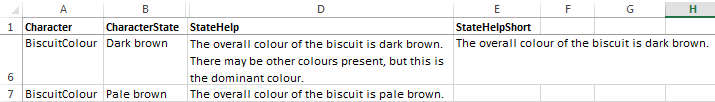 A B D E F G H
1 Character CharacterState StateHelp StateHelpShort
BiscuitColour Dark brown The overall colour of the biscuit is dark brown. The overall colour of the biscuit is dark brown.
There may be other colours present, but this is
6 the dominant colour.
7 BiscuitColour Pale brown The overall colour of the biscuit is pale brown.